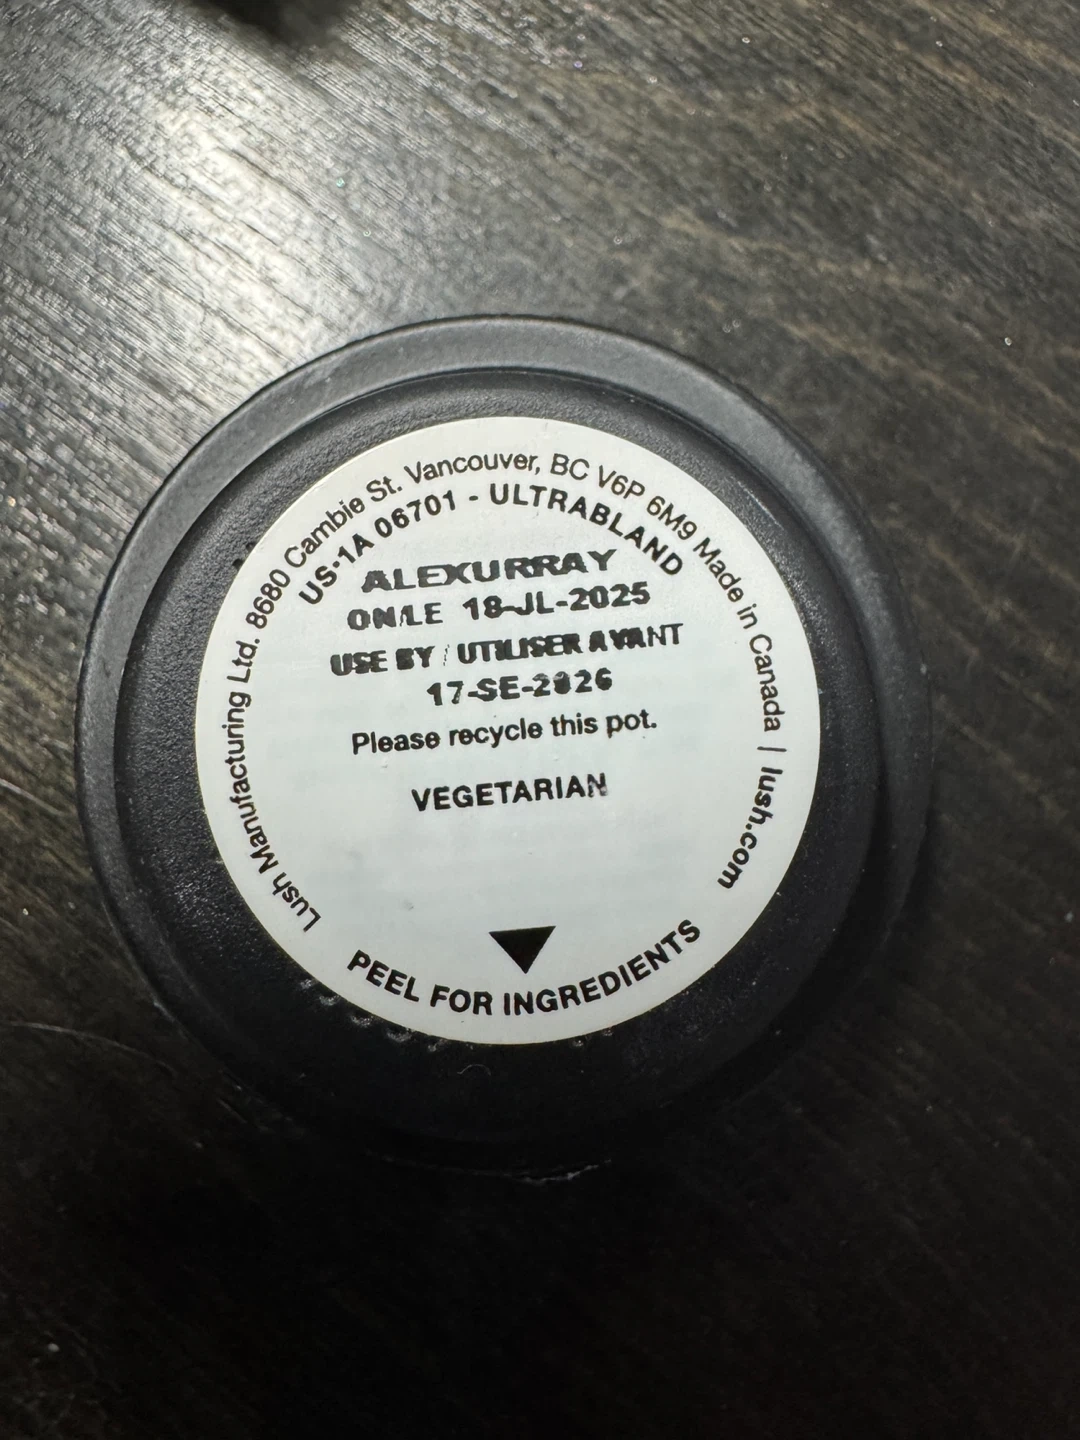 Lush Manufacturing Ltd. 8680 Cambie St. Vancouver, BC V6P 6M9 Made in Canada | lush.com
US-1A 06701 - ULTRABLAND
ALEXURRAY
ON/LE 18-JL-2025
USE BY / UTILISER AVANT
17-SE-2026
Please recycle this pot.
VEGETARIAN
PEEL FOR INGREDIENTS